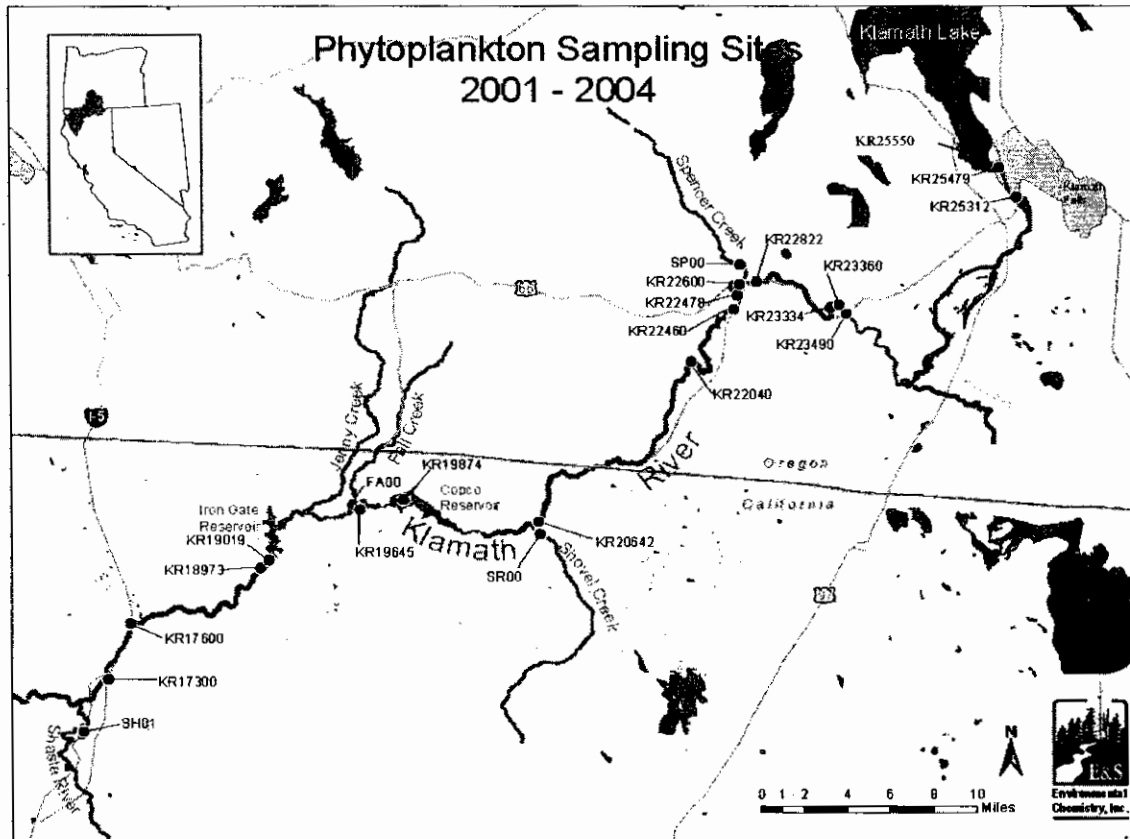 Phytoplankton Sampling Sites
2001 - 2004
Klamath Lake
KR25550
KR25479
KR25312
Klamath
Falls
Spencer Creek
KR22822
SP00
KR22600
KR22478
KR22460
KR23360
KR23334
KR23490
66
KR22040
I-5
Jenny Creek
Fall Creek
River
Oregon
California
KR19874
FA00
Copco
Reservoir
Iron Gate
Reservoir
Klamath
KR19019
KR19645
KR20642
KR18973
SR00
Shovel Creek
97
KR17600
KR17300
SH01
Shasta River
N
0 1 2 4 6 8 10
Miles
E&S
Environmental
Chemistry, Inc.